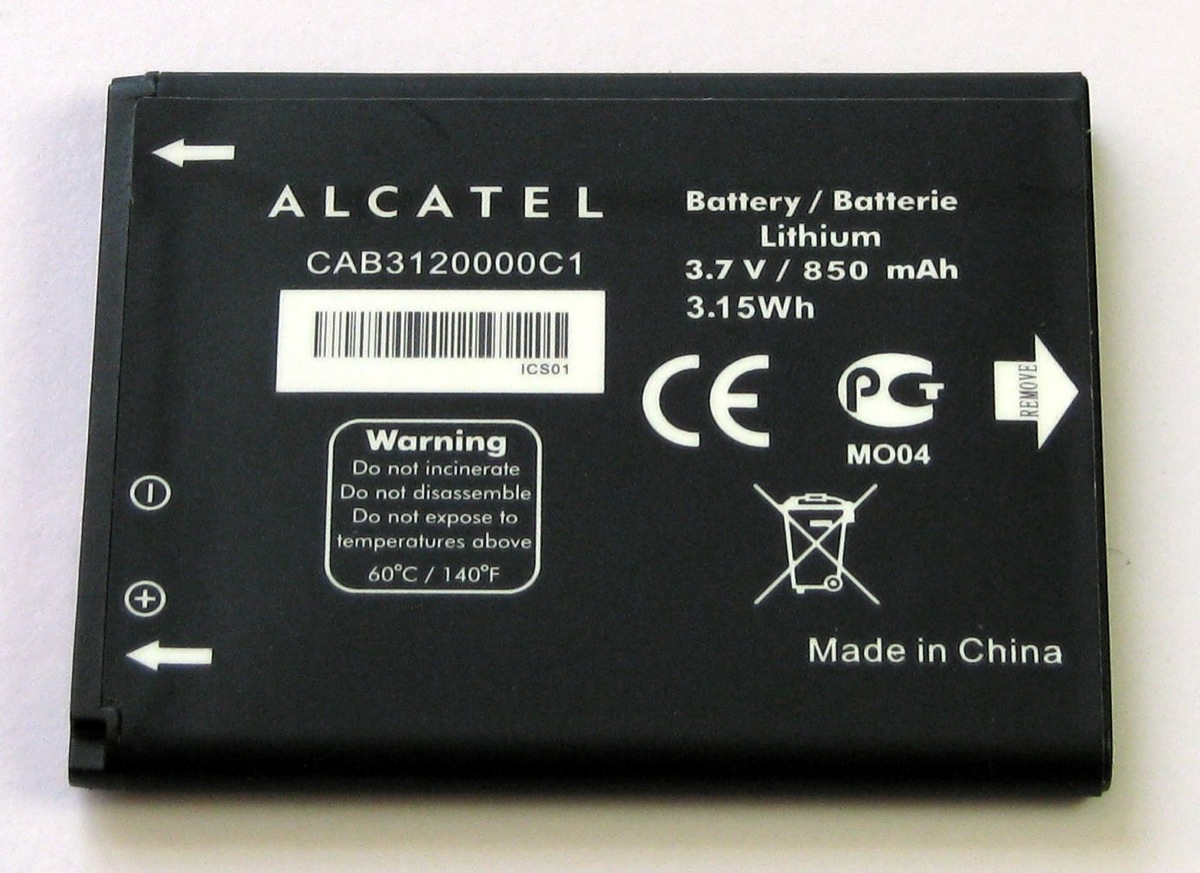 ALCATEL
CAB3120000C1
ICS01
Warning
Do not incinerate
Do not disassemble
Do not expose to
temperatures above
60°C / 140°F
Battery / Batterie
Lithium
3.7 V / 850 mAh
3.15Wh
CE
РСТ
MO04
REMOVE
Made in China